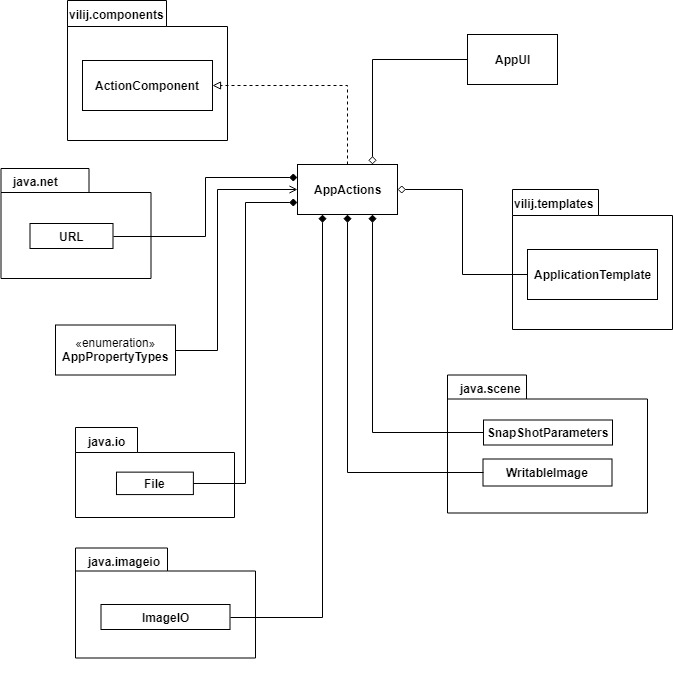 vilij.components
ActionComponent
AppUI
java.net
URL
AppActions
vilij.templates
ApplicationTemplate
«enumeration»
AppPropertyTypes
java.scene
SnapShotParameters
WritableImage
java.io
File
java.imageio
ImageIO